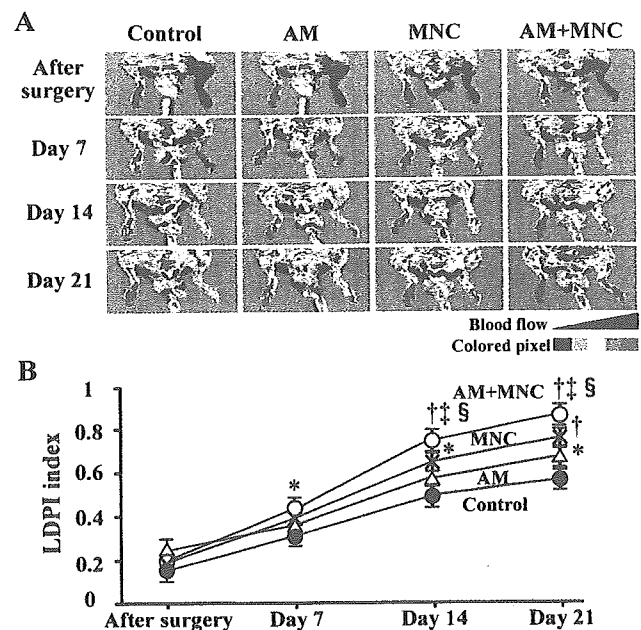 A
Control AM MNC AM+MNC
After
surgery
Day 7
Day 14
Day 21
Blood flow
Colored pixel
B
LDPI index
1
0.8
0.6
0.4
0.2
0
AM+MNC
†‡ §
†‡ §
MNC
†
*
*
*
AM
Control
After surgery Day 7 Day 14 Day 21